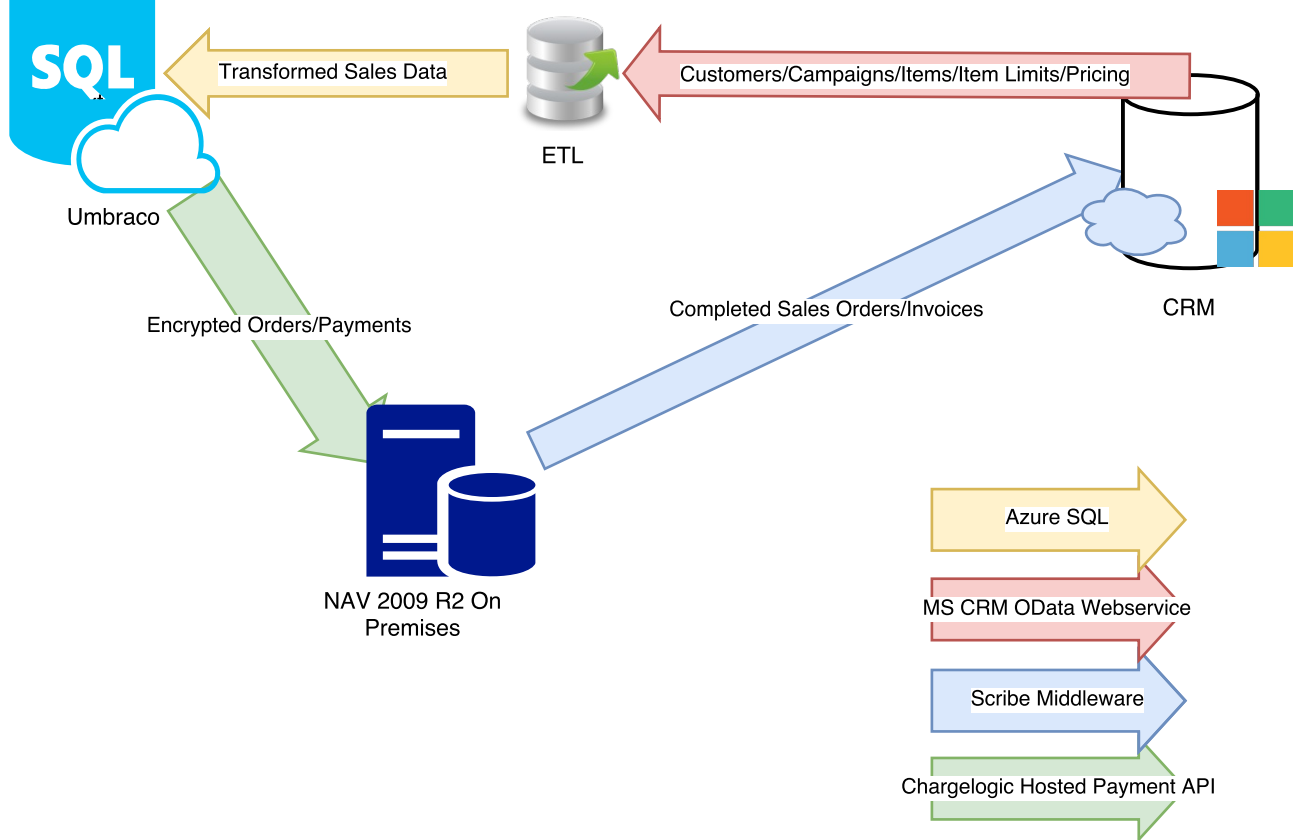 SQL
Transformed Sales Data
Customers/Campaigns/Items/Item Limits/Pricing
ETL
Umbraco
Encrypted Orders/Payments
Completed Sales Orders/Invoices
CRM
NAV 2009 R2 On
Premises
Azure SQL
MS CRM OData Webservice
Scribe Middleware
Chargelogic Hosted Payment API